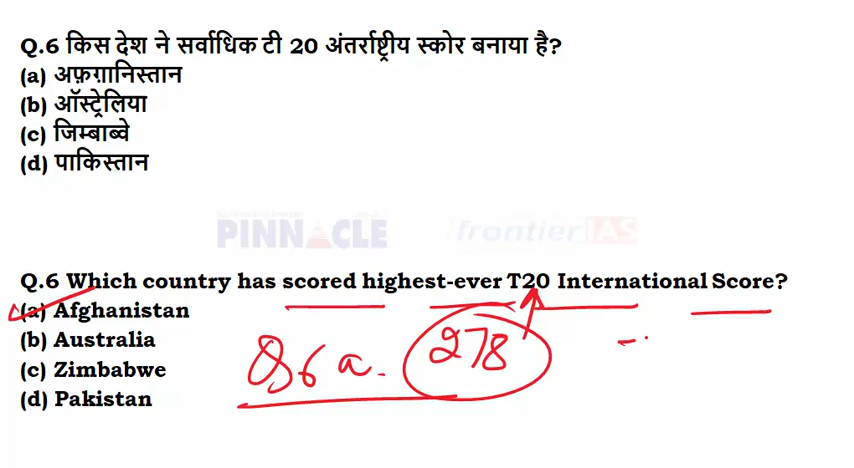 Q.6 किस देश ने सर्वाधिक टी 20 अंतर्राष्ट्रीय स्कोर बनाया है?
(a) अफ़ग़ानिस्तान
(b) ऑस्ट्रेलिया
(c) जिम्बाब्वे
(d) पाकिस्तान
PINNACLE frontier IAS
Q.6 Which country has scored highest-ever T20 International Score?
(a) Afghanistan
(b) Australia
(c) Zimbabwe
(d) Pakistan
278